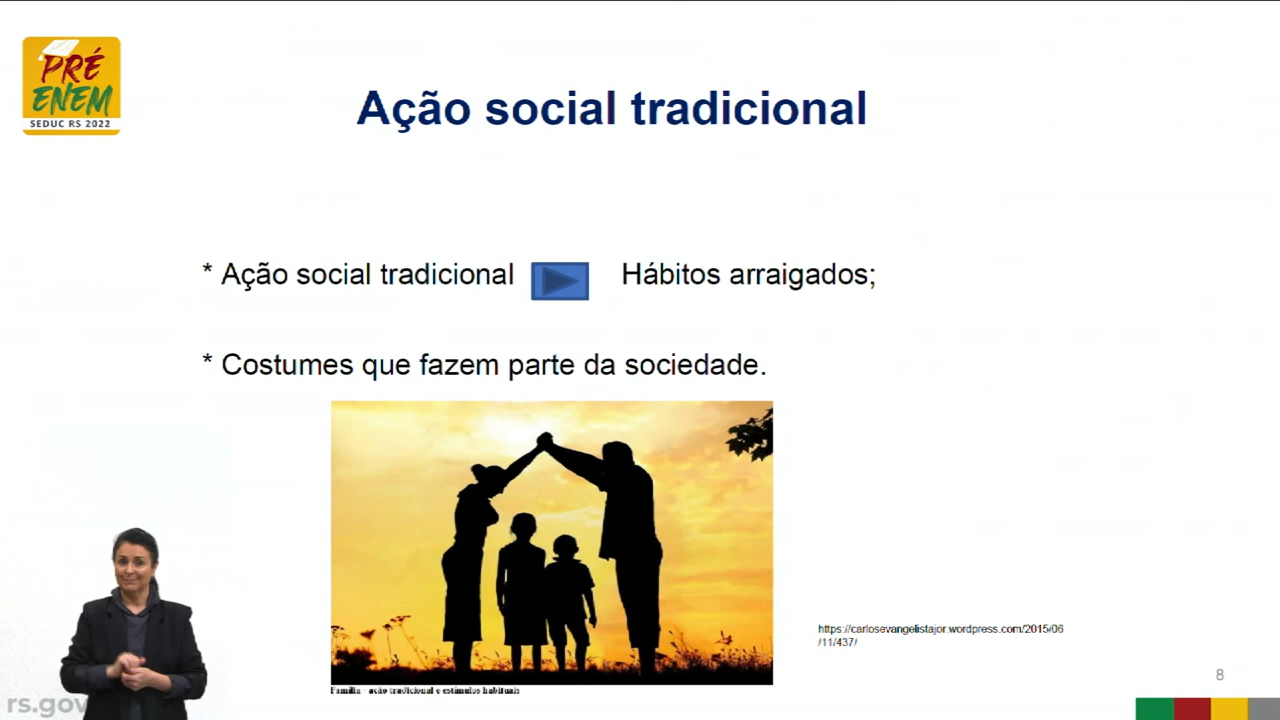 PRÉ
ENEM
SEDUC RS 2022
Ação social tradicional
* Ação social tradicional Hábitos arraigados;
* Costumes que fazem parte da sociedade.
Família - ação tradicional e estímulos habituais
https://carlosevangelistajor.wordpress.com/2015/06
/11/437/
8
rs.gov